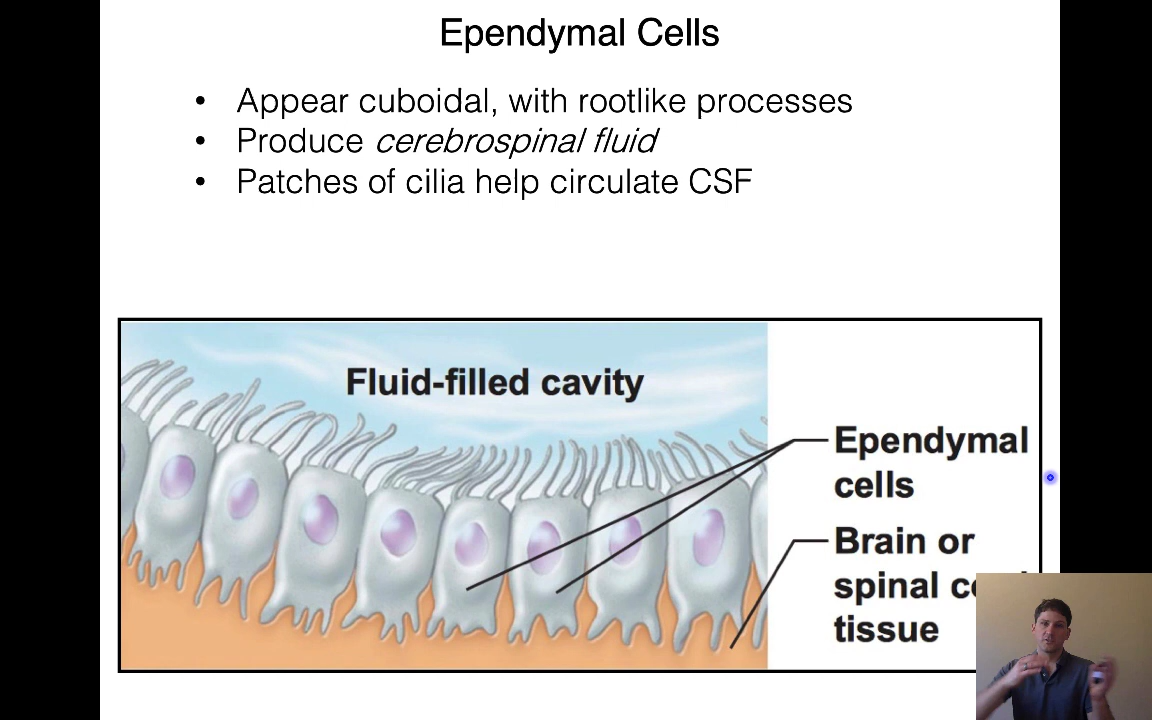 Ependymal Cells
• Appear cuboidal, with rootlike processes
• Produce cerebrospinal fluid
• Patches of cilia help circulate CSF
Fluid-filled cavity
Ependymal
cells
Brain or
spinal
tissue